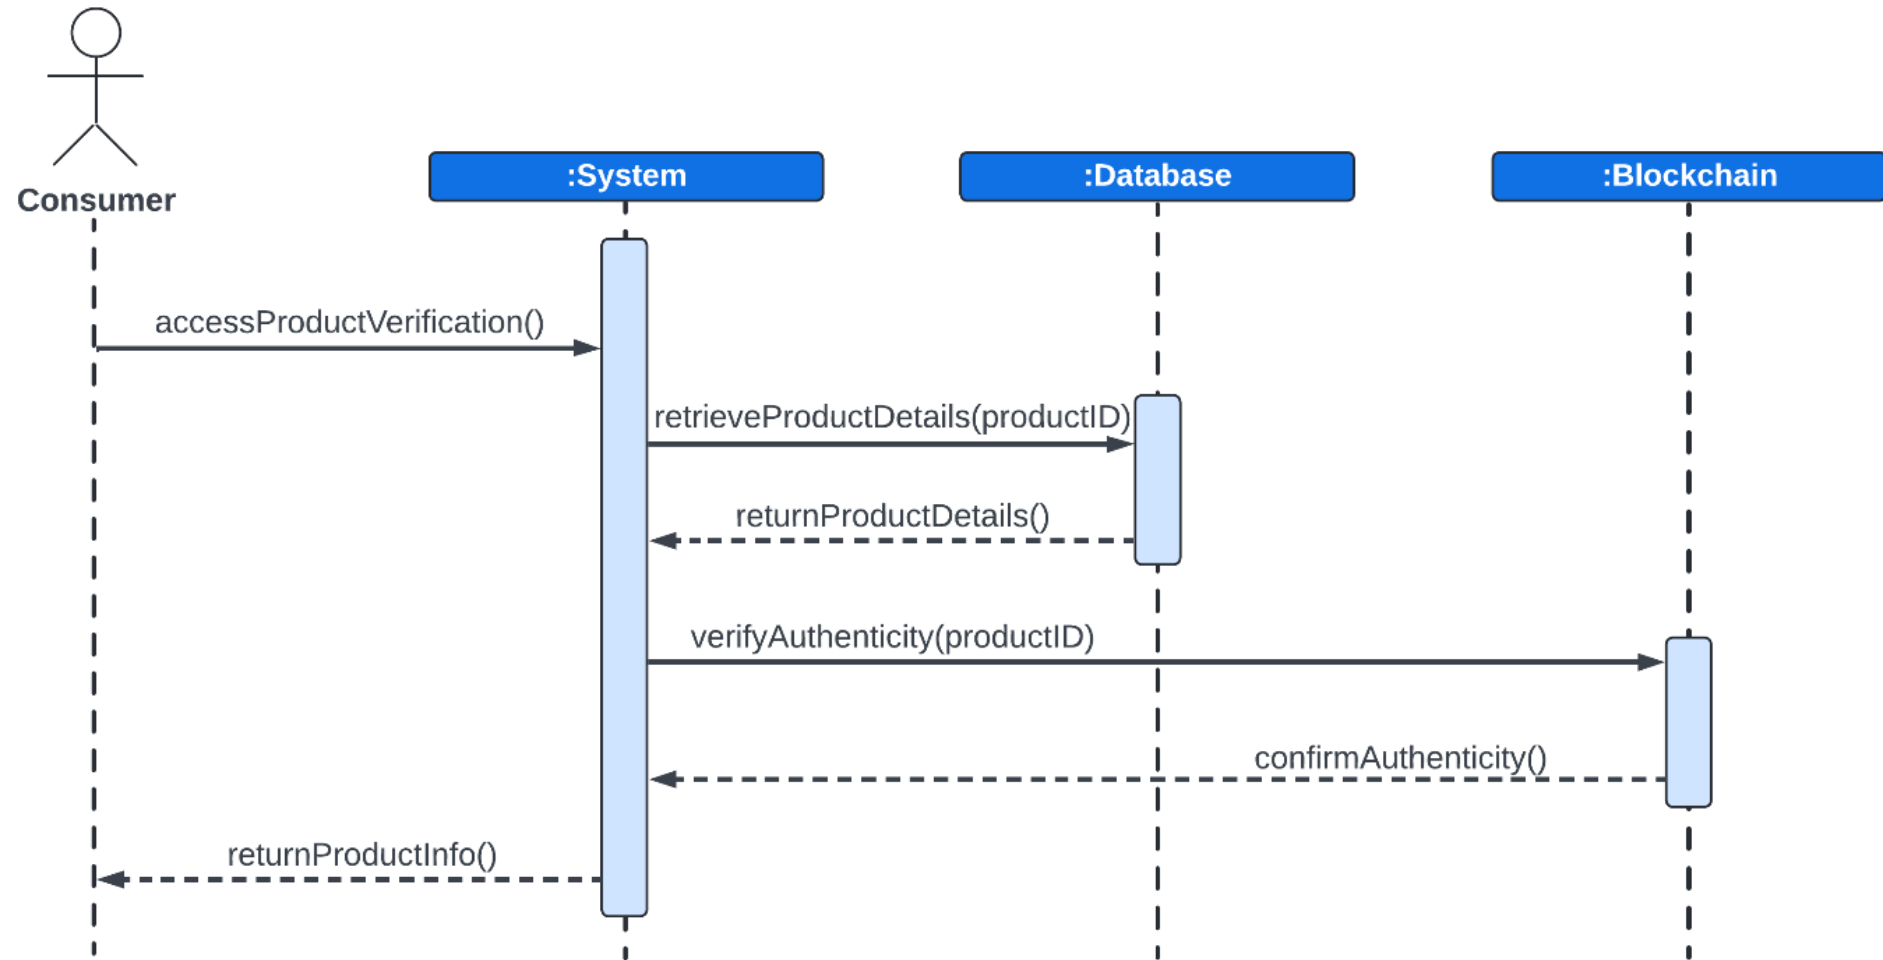 Consumer
:System
:Database
:Blockchain
accessProductVerification()
retrieveProductDetails(productID)
returnProductDetails()
verifyAuthenticity(productID)
confirmAuthenticity()
returnProductInfo()